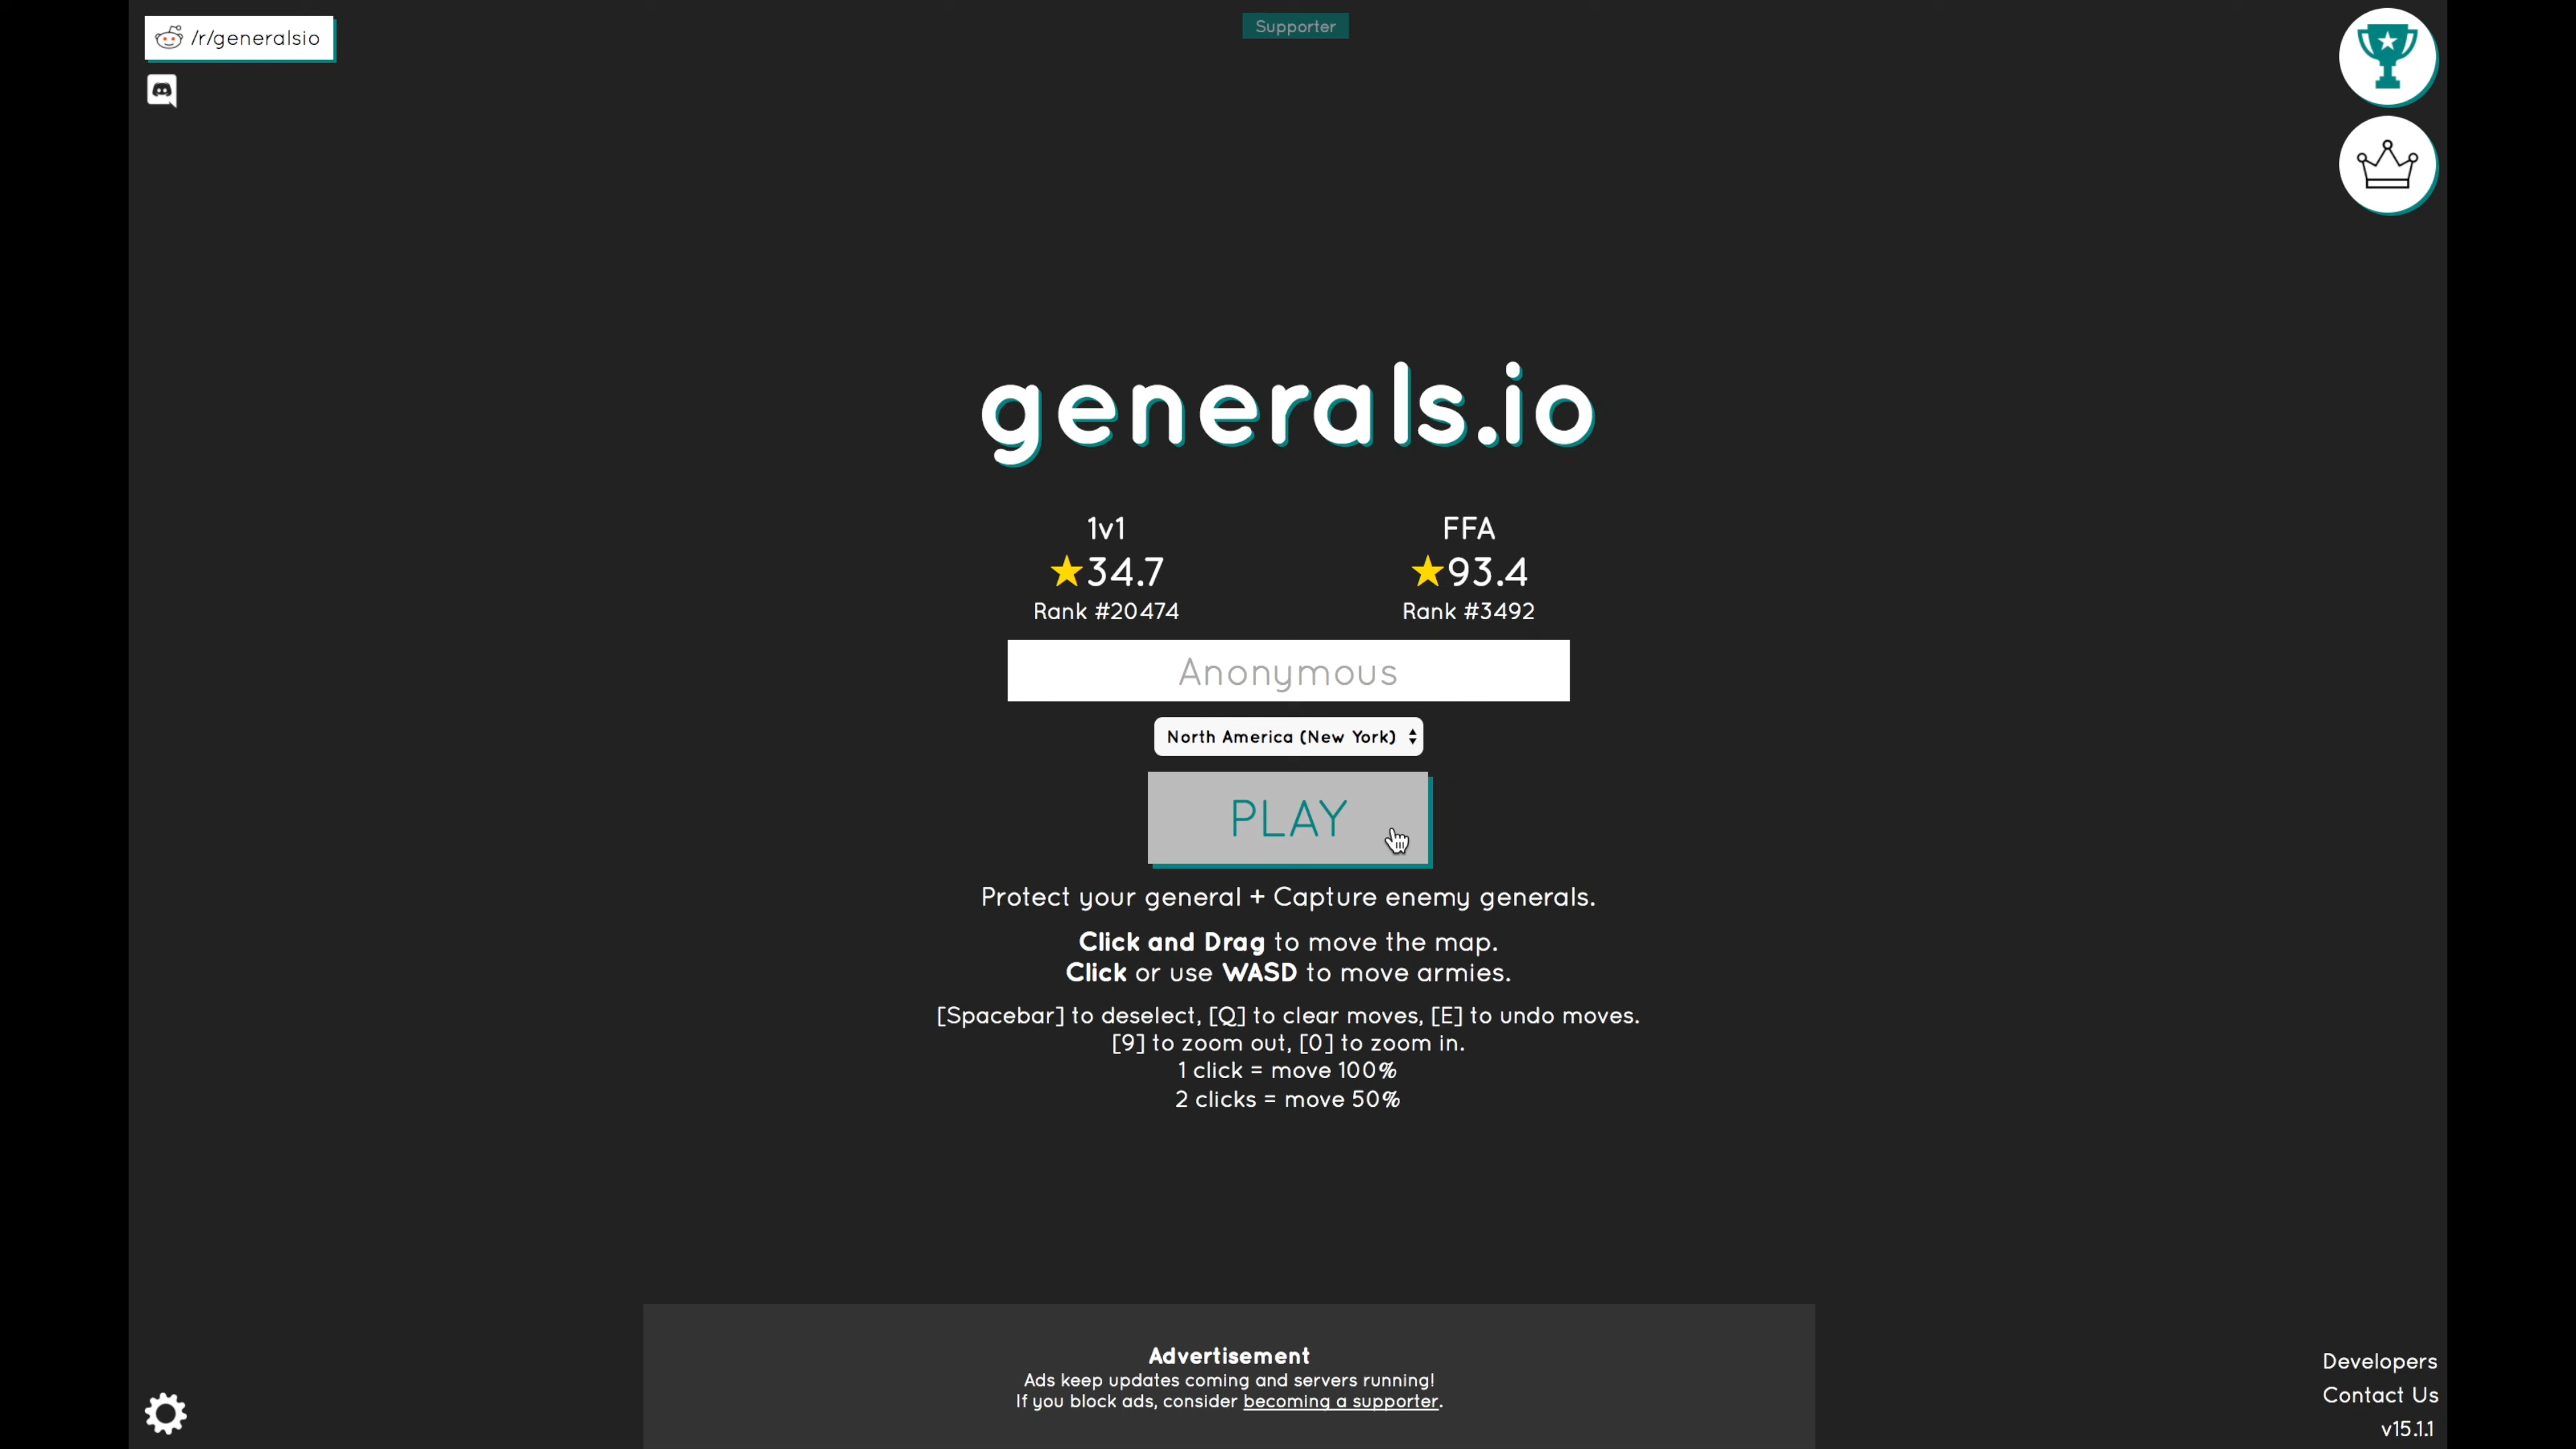 /r/generalsio
Supporter
generals.io
1v1
34.7
Rank #20474
FFA
93.4
Rank #3492
Anonymous
North America (New York)
PLAY
Protect your general + Capture enemy generals.
Click and Drag to move the map.
Click or use WASD to move armies.
[Spacebar] to deselect, [Q] to clear moves, [E] to undo moves.
[9] to zoom out, [0] to zoom in.
1 click = move 100%
2 clicks = move 50%
Advertisement
Ads keep updates coming and servers running!
If you block ads, consider becoming a supporter.
Developers
Contact Us
v15.1.1